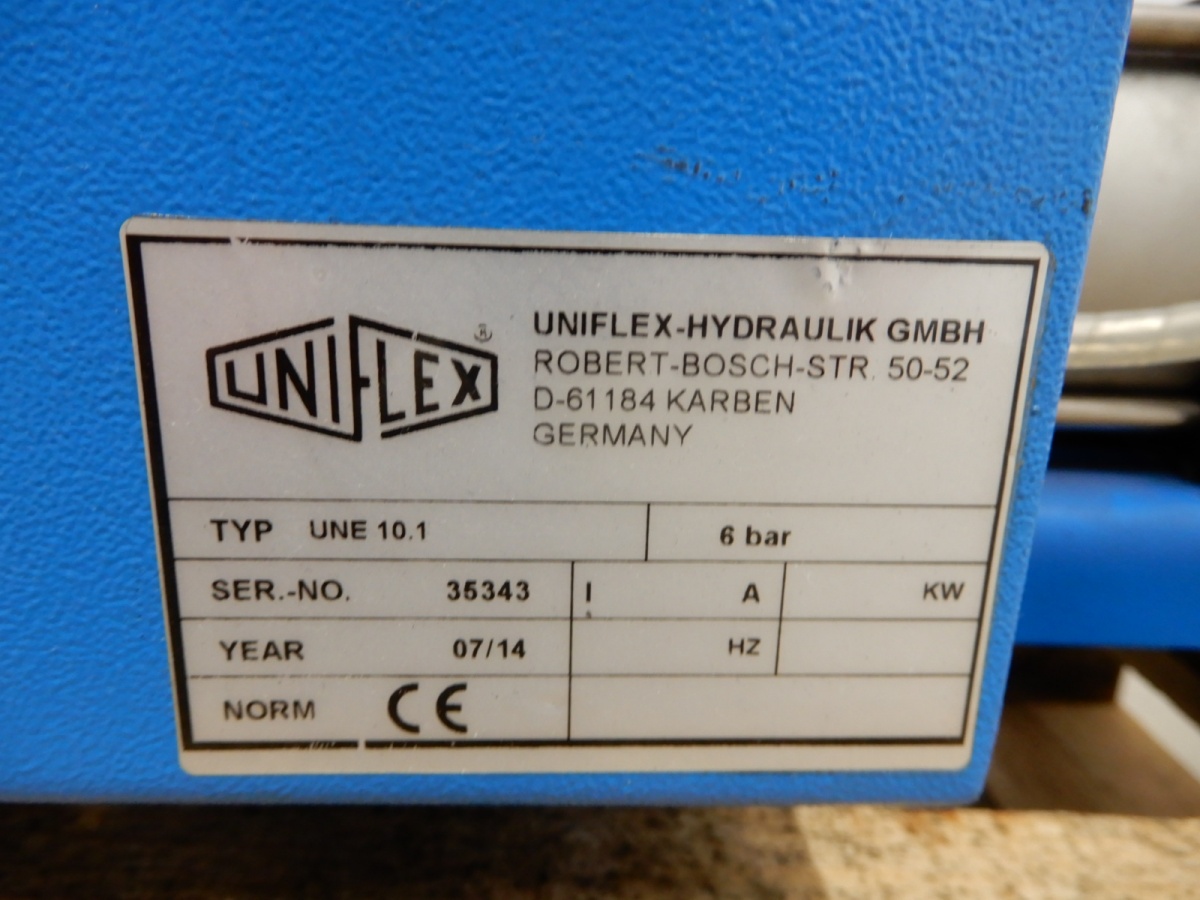 UNIFLEX ®
UNIFLEX-HYDRAULIK GMBH
ROBERT-BOSCH-STR. 50-52
D-61184 KARBEN
GERMANY
TYP UNE 10.1 6 bar
SER.-NO. 35343 I A KW
YEAR 07/14 HZ
NORM CE